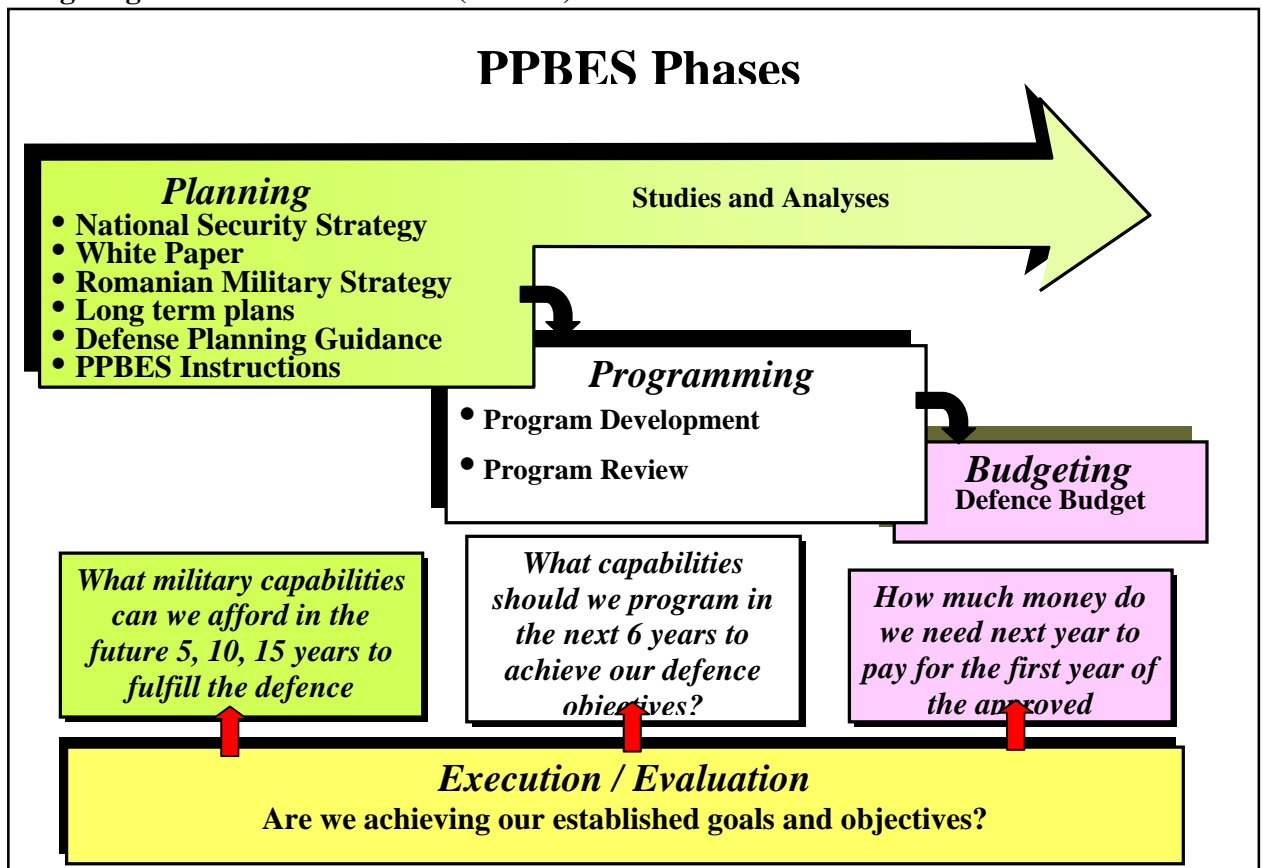 PPBES Phases
Planning
• National Security Strategy
• White Paper
• Romanian Military Strategy
• Long term plans
• Defense Planning Guidance
• PPBES Instructions
Studies and Analyses
Programming
• Program Development
• Program Review
Budgeting
Defence Budget
What military capabilities
can we afford in the
future 5, 10, 15 years to
fulfill the defence
What capabilities
should we program in
the next 6 years to
achieve our defence
objectives?
How much money do
we need next year to
pay for the first year of
the approved
Execution / Evaluation
Are we achieving our established goals and objectives?